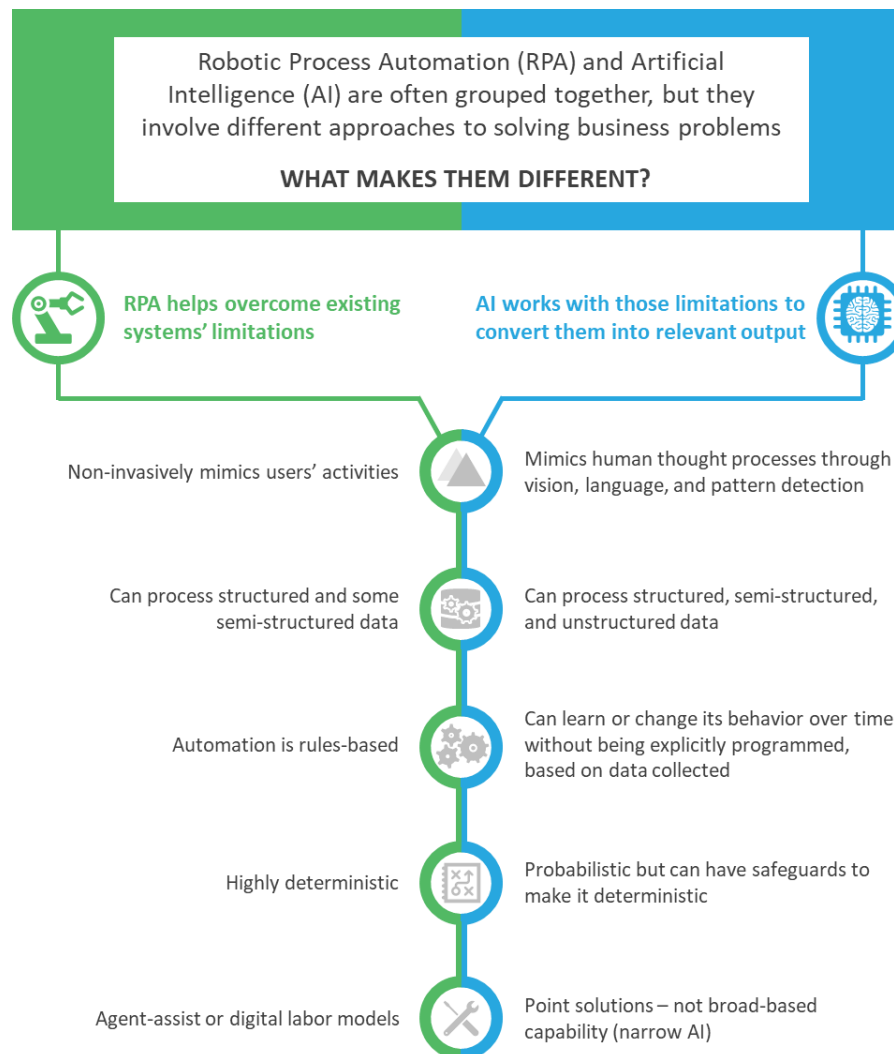 Robotic Process Automation (RPA) and Artificial
Intelligence (AI) are often grouped together, but they
involve different approaches to solving business problems
WHAT MAKES THEM DIFFERENT?
RPA helps overcome existing
systems’ limitations
AI works with those limitations to
convert them into relevant output
Non-invasively mimics users’ activities
Mimics human thought processes through
vision, language, and pattern detection
Can process structured and some
semi-structured data
Can process structured, semi-structured,
and unstructured data
Automation is rules-based
Can learn or change its behavior over time
without being explicitly programmed,
based on data collected
Highly deterministic
Probabilistic but can have safeguards to
make it deterministic
Agent-assist or digital labor models
Point solutions – not broad-based
capability (narrow AI)